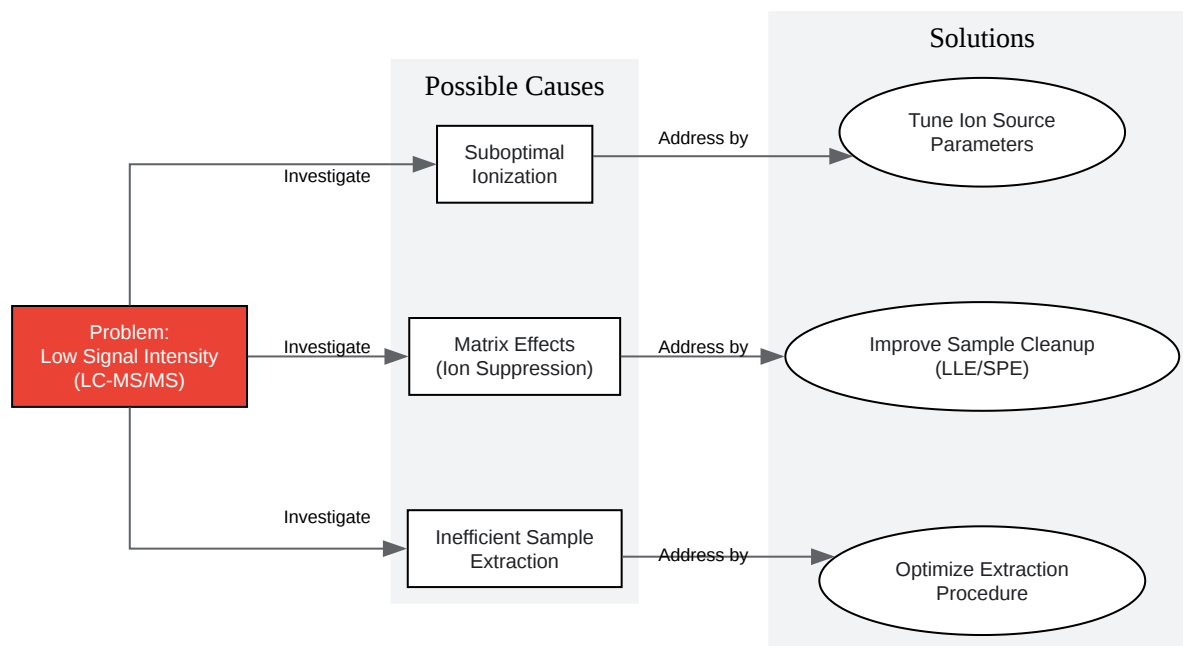 Solutions
Possible Causes
Tune Ion Source
Parameters
Address by
Suboptimal
Ionization
Investigate
Problem:
Low Signal Intensity
(LC-MS/MS)
Investigate
Matrix Effects
(Ion Suppression)
Address by
Improve Sample Cleanup
(LLE/SPE)
Investigate
Inefficient Sample
Extraction
Address by
Optimize Extraction
Procedure